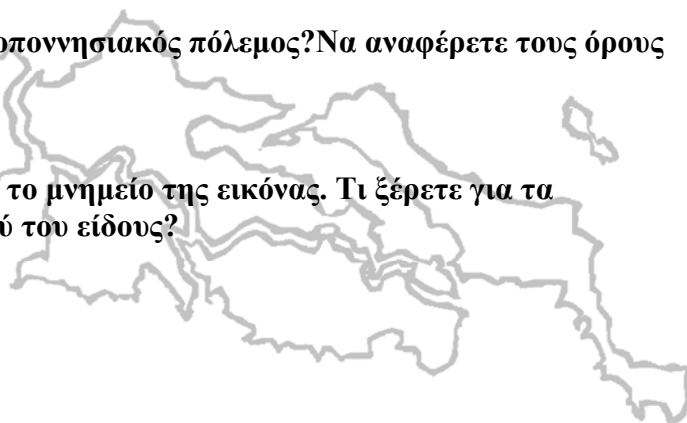 οποννησιακός πόλεμος?Να αναφέρετε τους όρους
το μνημείο της εικόνας. Τι ξέρετε για τα
ύ του είδους?